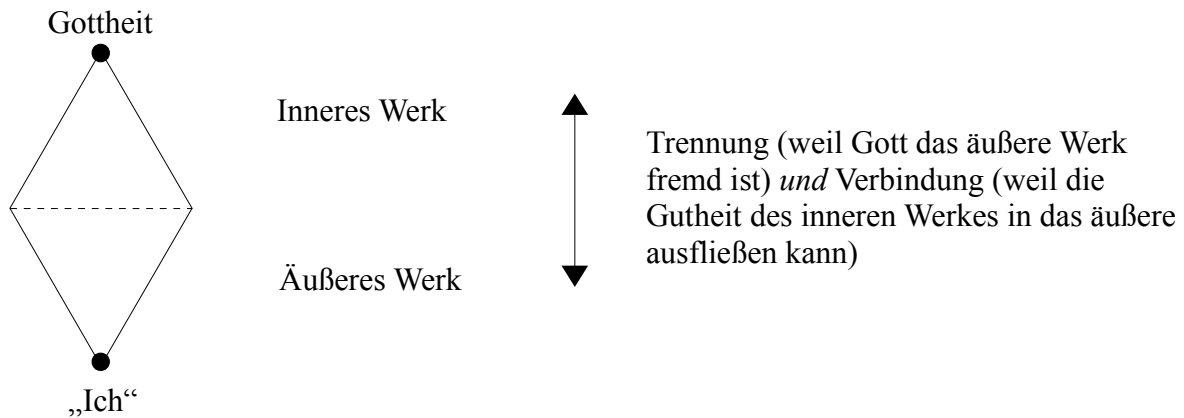 Gottheit
Inneres Werk
Trennung (weil Gott das äußere Werk
fremd ist) und Verbindung (weil die
Gutheit des inneren Werkes in das äußere
ausfließen kann)
Äußeres Werk
„Ich“